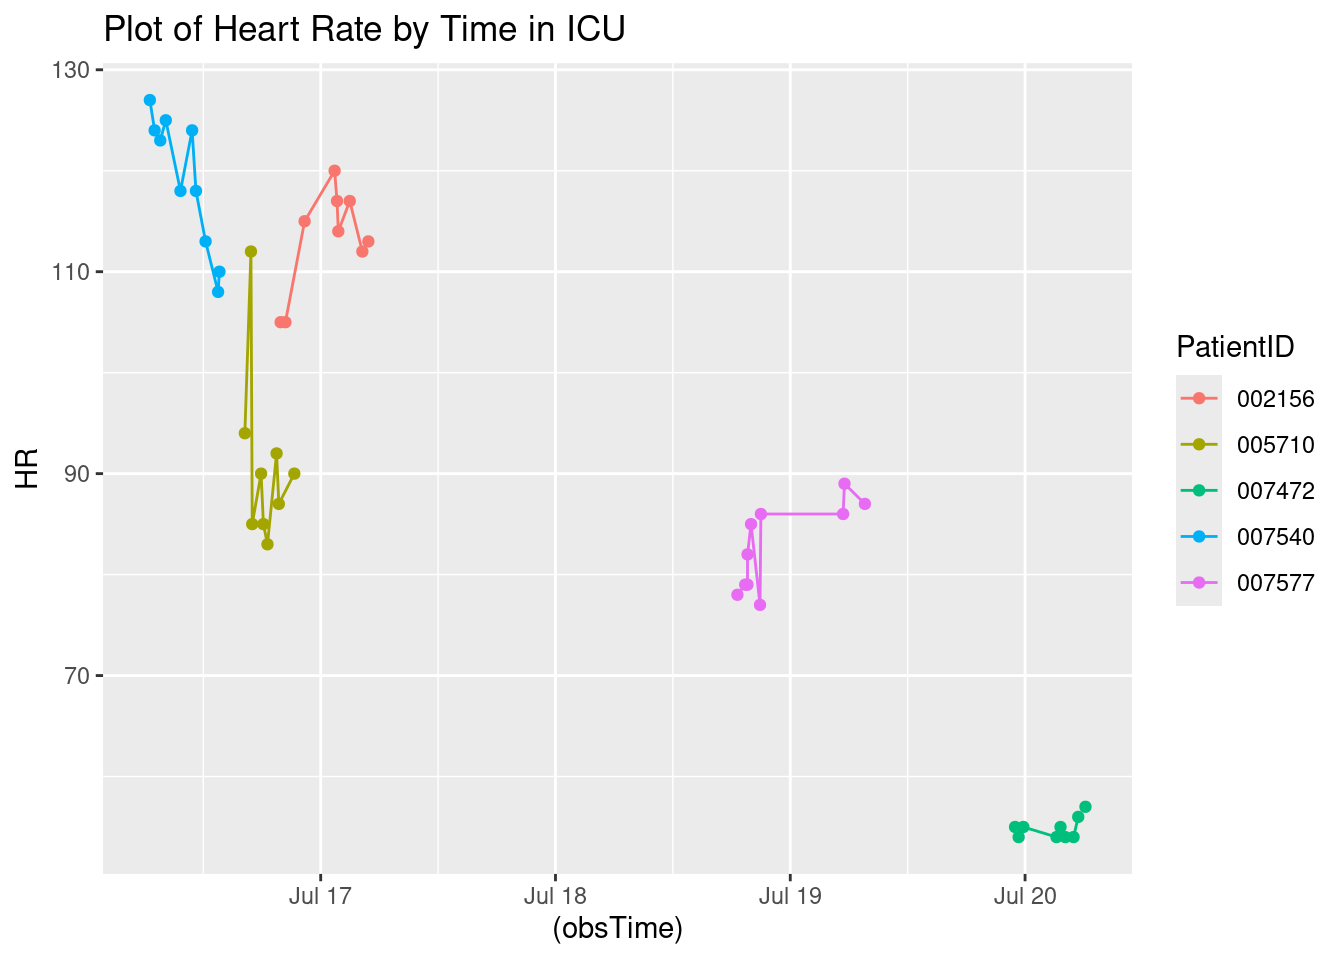 Plot of Heart Rate by Time in ICU
130
110
90
70
HR
Jul 17
Jul 18
Jul 19
Jul 20
(obsTime)
PatientID
002156
005710
007472
007540
007577